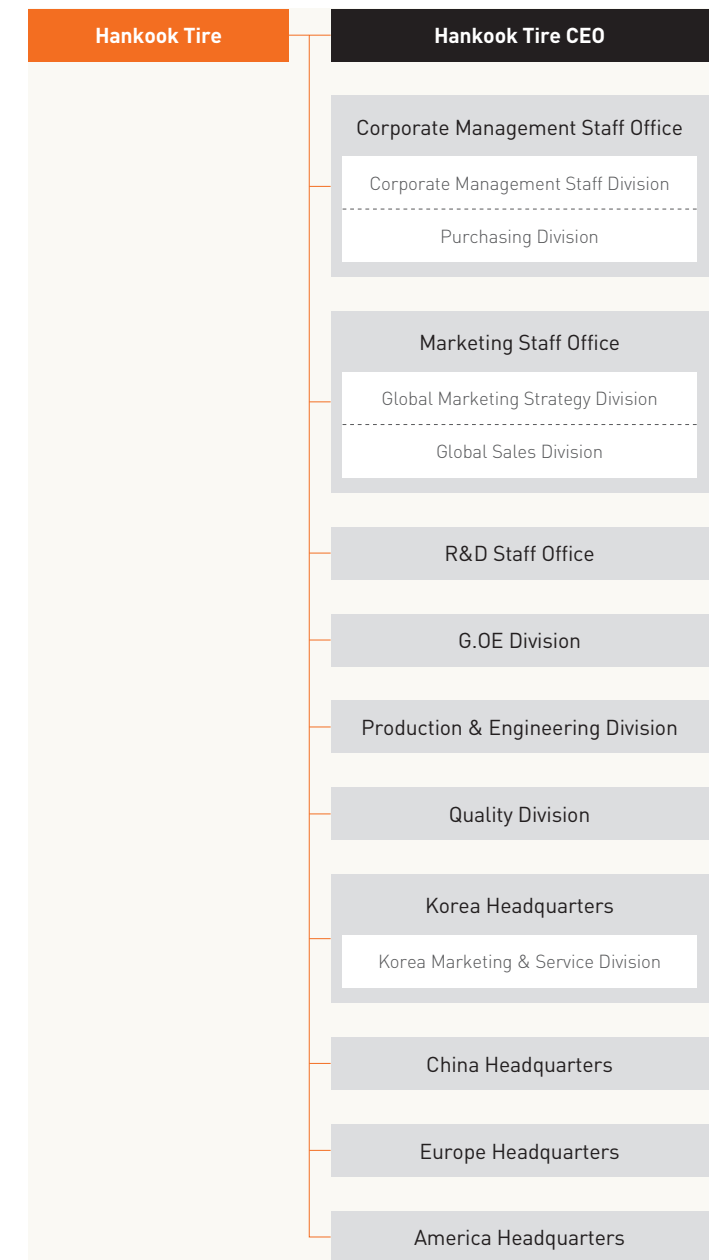 Hankook Tire
Hankook Tire CEO
Corporate Management Staff Office
Corporate Management Staff Division
Purchasing Division
Marketing Staff Office
Global Marketing Strategy Division
Global Sales Division
R&D Staff Office
G.OE Division
Production & Engineering Division
Quality Division
Korea Headquarters
Korea Marketing & Service Division
China Headquarters
Europe Headquarters
America Headquarters